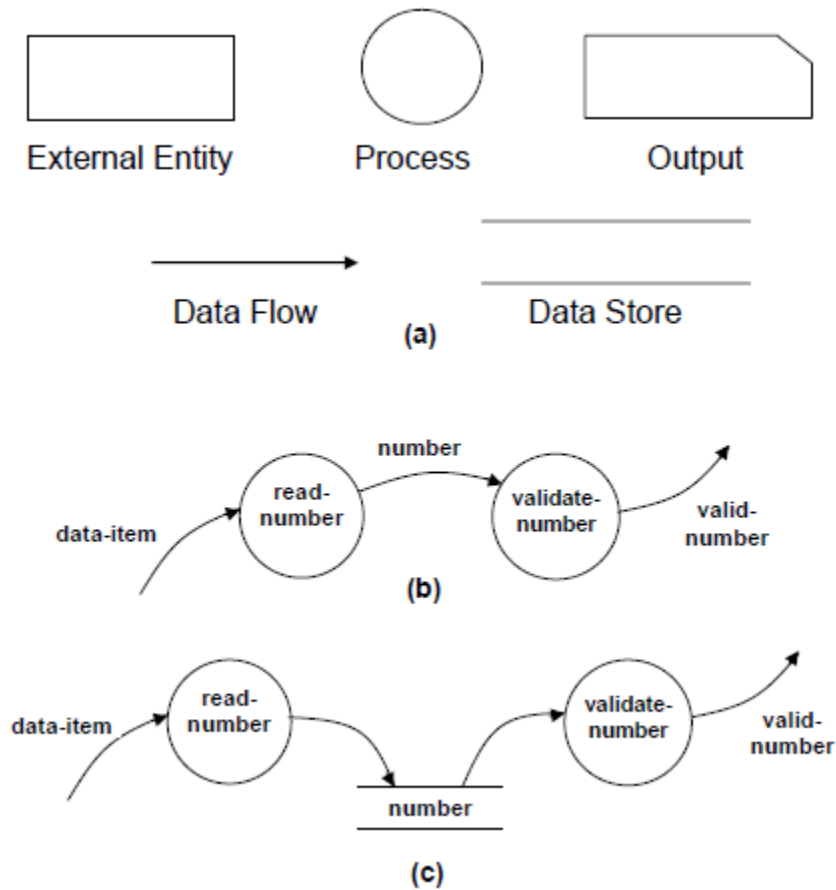 External Entity
Process
Output
Data Flow
Data Store
(a)
number
read-
number
validate-
number
data-item
valid-
number
(b)
read-
number
validate-
number
data-item
valid-
number
number
(c)